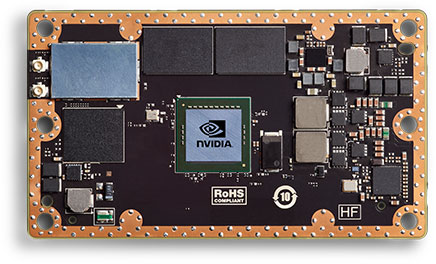 NVIDIA
RoHS
COMPLIANT
10
HF